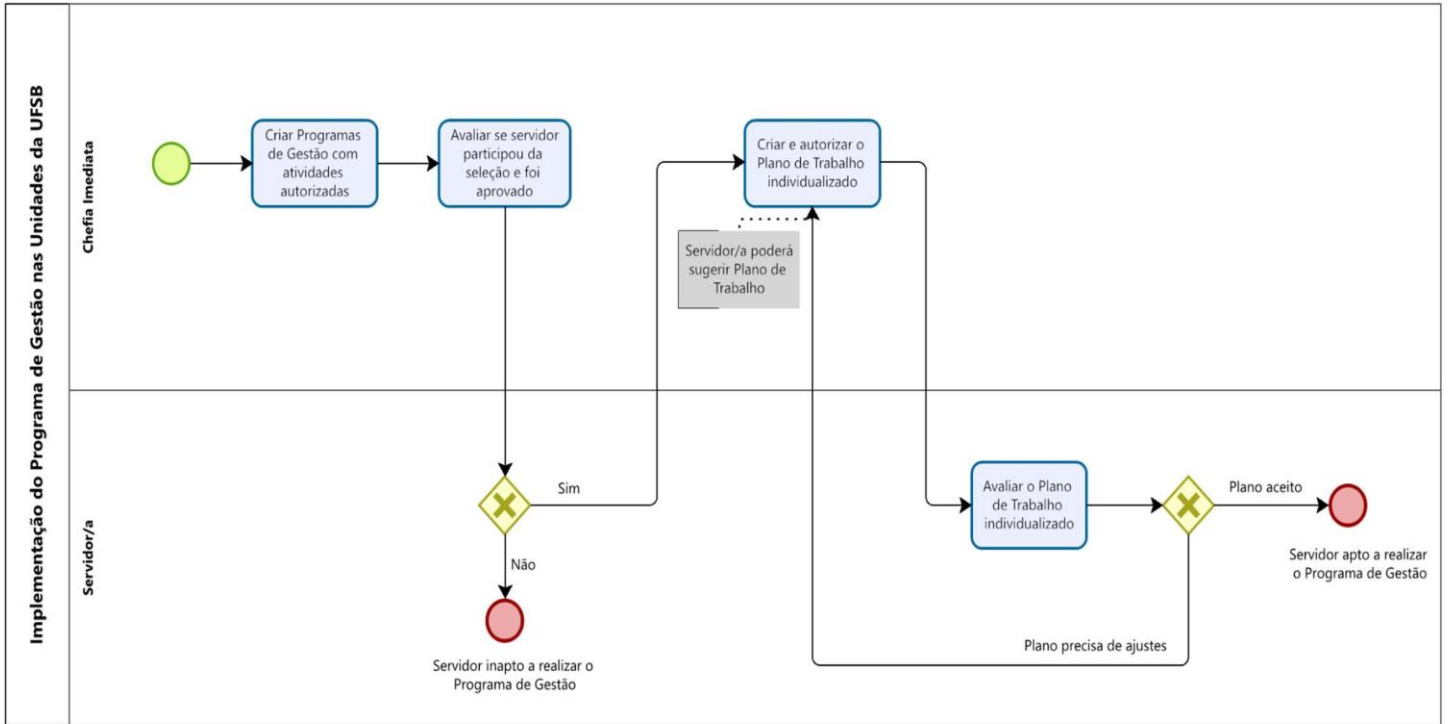 Implementação do Programa de Gestão nas Unidades da UFSB
Chefia Imediata
Criar Programas
de Gestão com
atividades
autorizadas
Avaliar se servidor
participou da
seleção e foi
aprovado
Criar e autorizar o
Plano de Trabalho
individualizado
Servidor/a poderá
sugerir Plano de
Trabalho
Servidor/a
Sim
Não
Servidor inapto a realizar o
Programa de Gestão
Avaliar o Plano
de Trabalho
individualizado
Plano aceito
Servidor apto a realizar
o Programa de Gestão
Plano precisa de ajustes